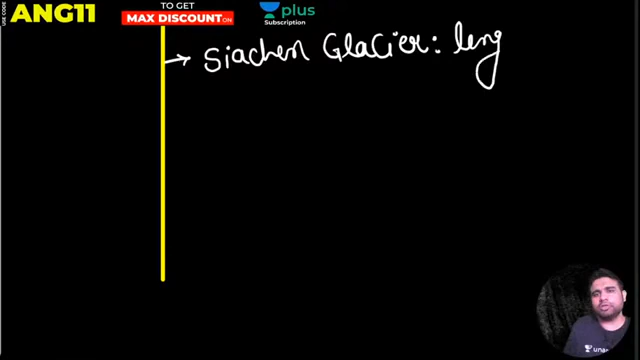 USE CODE
ANG11
TO GET
MAX DISCOUNT ON
plus
Subscription
→ Siachen Glacier: leng